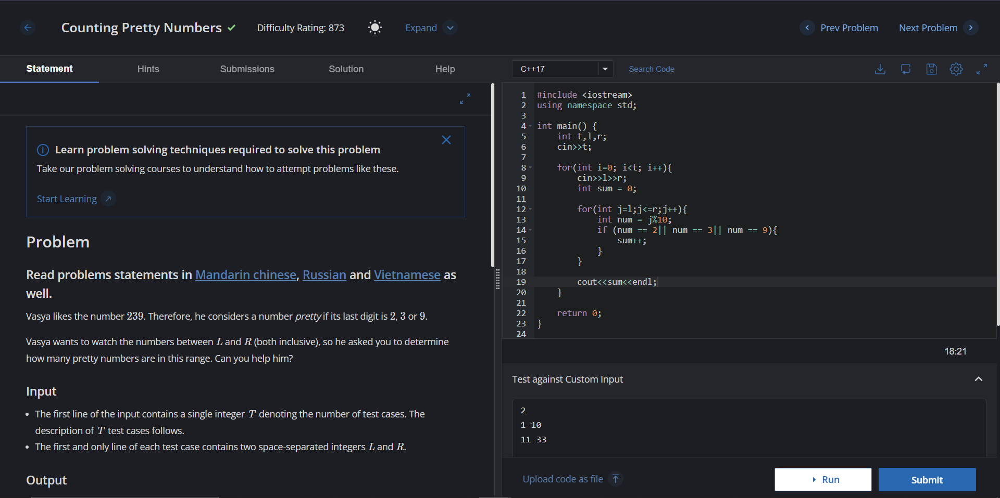 Counting Pretty Numbers
Difficulty Rating: 873
Expand
Prev Problem
Next Problem
Statement
Hints
Submissions
Solution
Help
Learn problem solving techniques required to solve this problem
Take our problem solving courses to understand how to attempt problems like these.
Start Learning
Problem
Read problems statements in Mandarin chinese, Russian and Vietnamese as
well.
Vasya likes the number 239. Therefore, he considers a number pretty if its last digit is 2, 3 or 9.
Vasya wants to watch the numbers between L and R (both inclusive), so he asked you to determine
how many pretty numbers are in this range. Can you help him?
Input
• The first line of the input contains a single integer T denoting the number of test cases. The
description of T test cases follows.
• The first and only line of each test case contains two space-separated integers L and R.
Output
C++17
Search Code
1 #include <iostream>
2 using namespace std;
3
4 int main() {
5     int t,l,r;
6     cin>>t;
7
8     for(int i=0; i<t; i++){
9         cin>>l>>r;
10         int sum = 0;
11
12         for(int j=l;j<=r;j++){
13             int num = j%10;
14             if (num == 2|| num == 3|| num == 9){
15                 sum++;
16             }
17         }
18
19         cout<<sum<<endl;
20     }
21
22     return 0;
23 }
24
18:21
Test against Custom Input
2
1 10
11 33
Upload code as file
Run
Submit